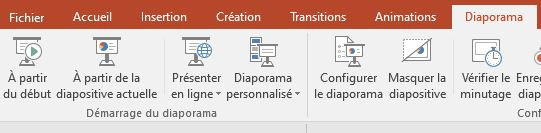 Fichier Accueil Insertion Création Transitions Animations Diaporama
À partir du début
À partir de la diapositive actuelle
Présenter en ligne
Diaporama personnalisé
Configurer le diaporama
Masquer la diapositive
Vérifier le minutage
Démarrage du diaporama